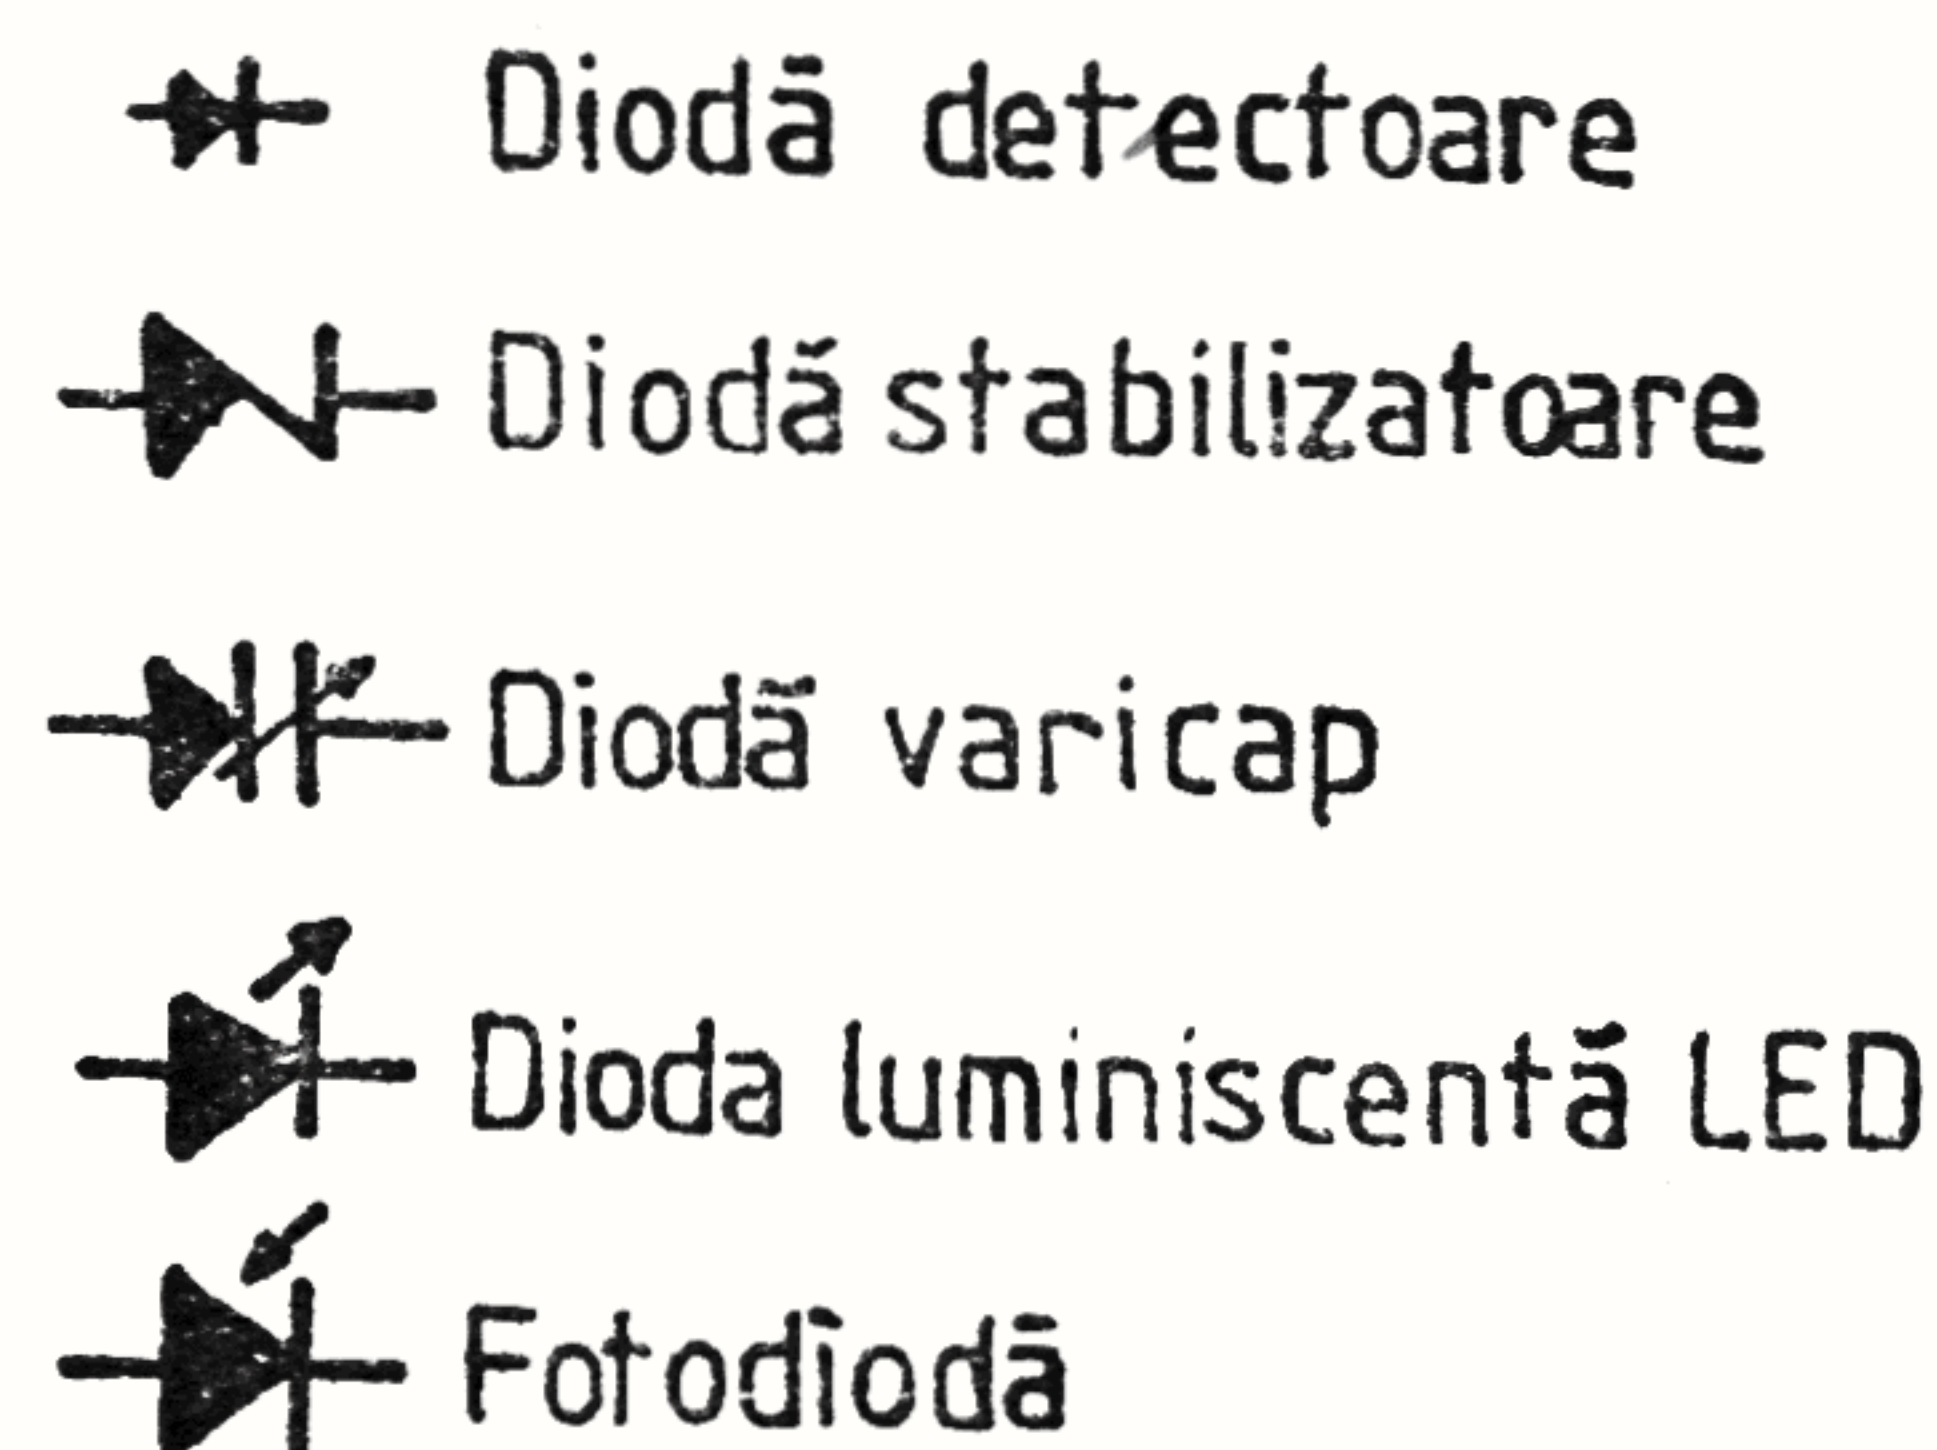 Diodă detectoare
Diodă stabilizatoare
Diodă varicap
Dioda luminiscentă LED
Fotodiodă